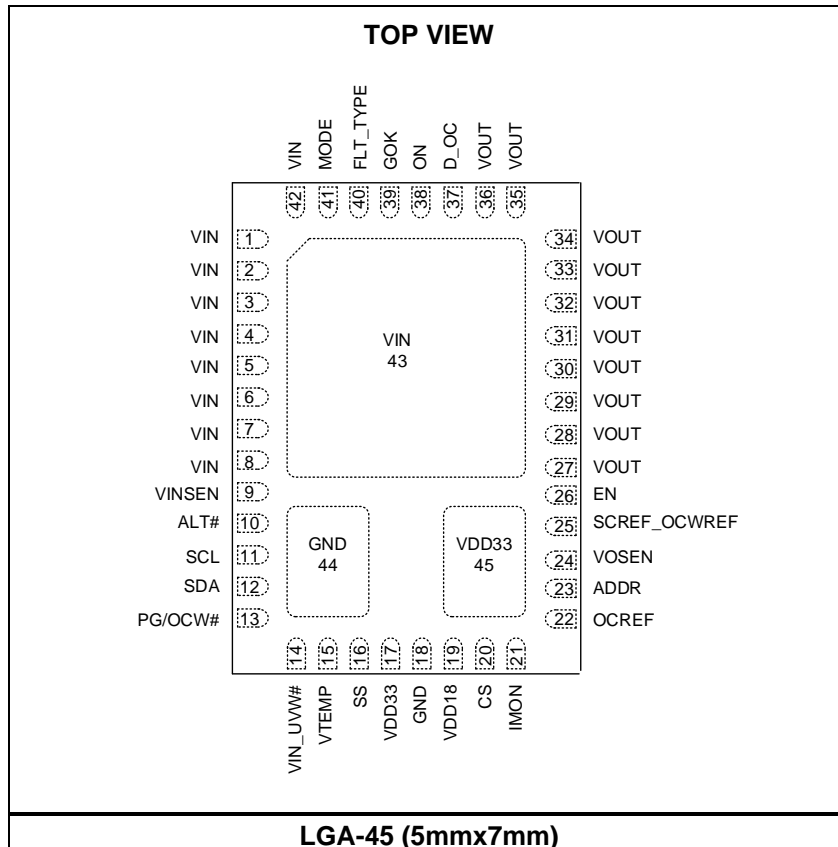 TOP VIEW
VIN MODE FLT_TYPE GOK ON D_OC VOUT VOUT
42 41 40 39 38 37 36 35
VIN 1 34 VOUT
VIN 2 33 VOUT
VIN 3 32 VOUT
VIN 4 31 VOUT
VIN 5 30 VOUT
VIN 6 29 VOUT
VIN 7 28 VOUT
VIN 8 27 VOUT
VINSEN 9 26 EN
ALT# 10 25 SCREF_OCWREF
SCL 11 24 VOSEN
SDA 12 23 ADDR
PG/OCW# 13 22 OCREF
VIN
43
GND
44
VDD33
45
14 15 16 17 18 19 20 21
VIN_UVW# VTEMP SS VDD33 GND VDD18 CS IMON
LGA-45 (5mmx7mm)